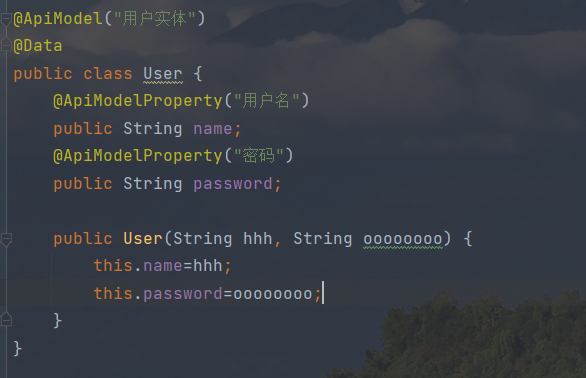 @ApiModel("用户实体")
@Data
public class User {
@ApiModelProperty("用户名")
public String name;
@ApiModelProperty("密码")
public String password;
public User(String hhh, String oooooooo) {
this.name=hhh;
this.password=oooooooo;
}
}